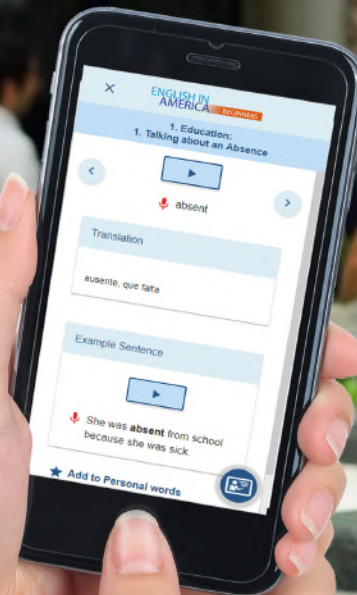 ENGLISH IN
AMERICA BEGINNERS
1. Education:
1. Talking about an Absence
absent
Translation
ausente, que falta
Example Sentence
She was absent from school
because she was sick.
Add to Personal words